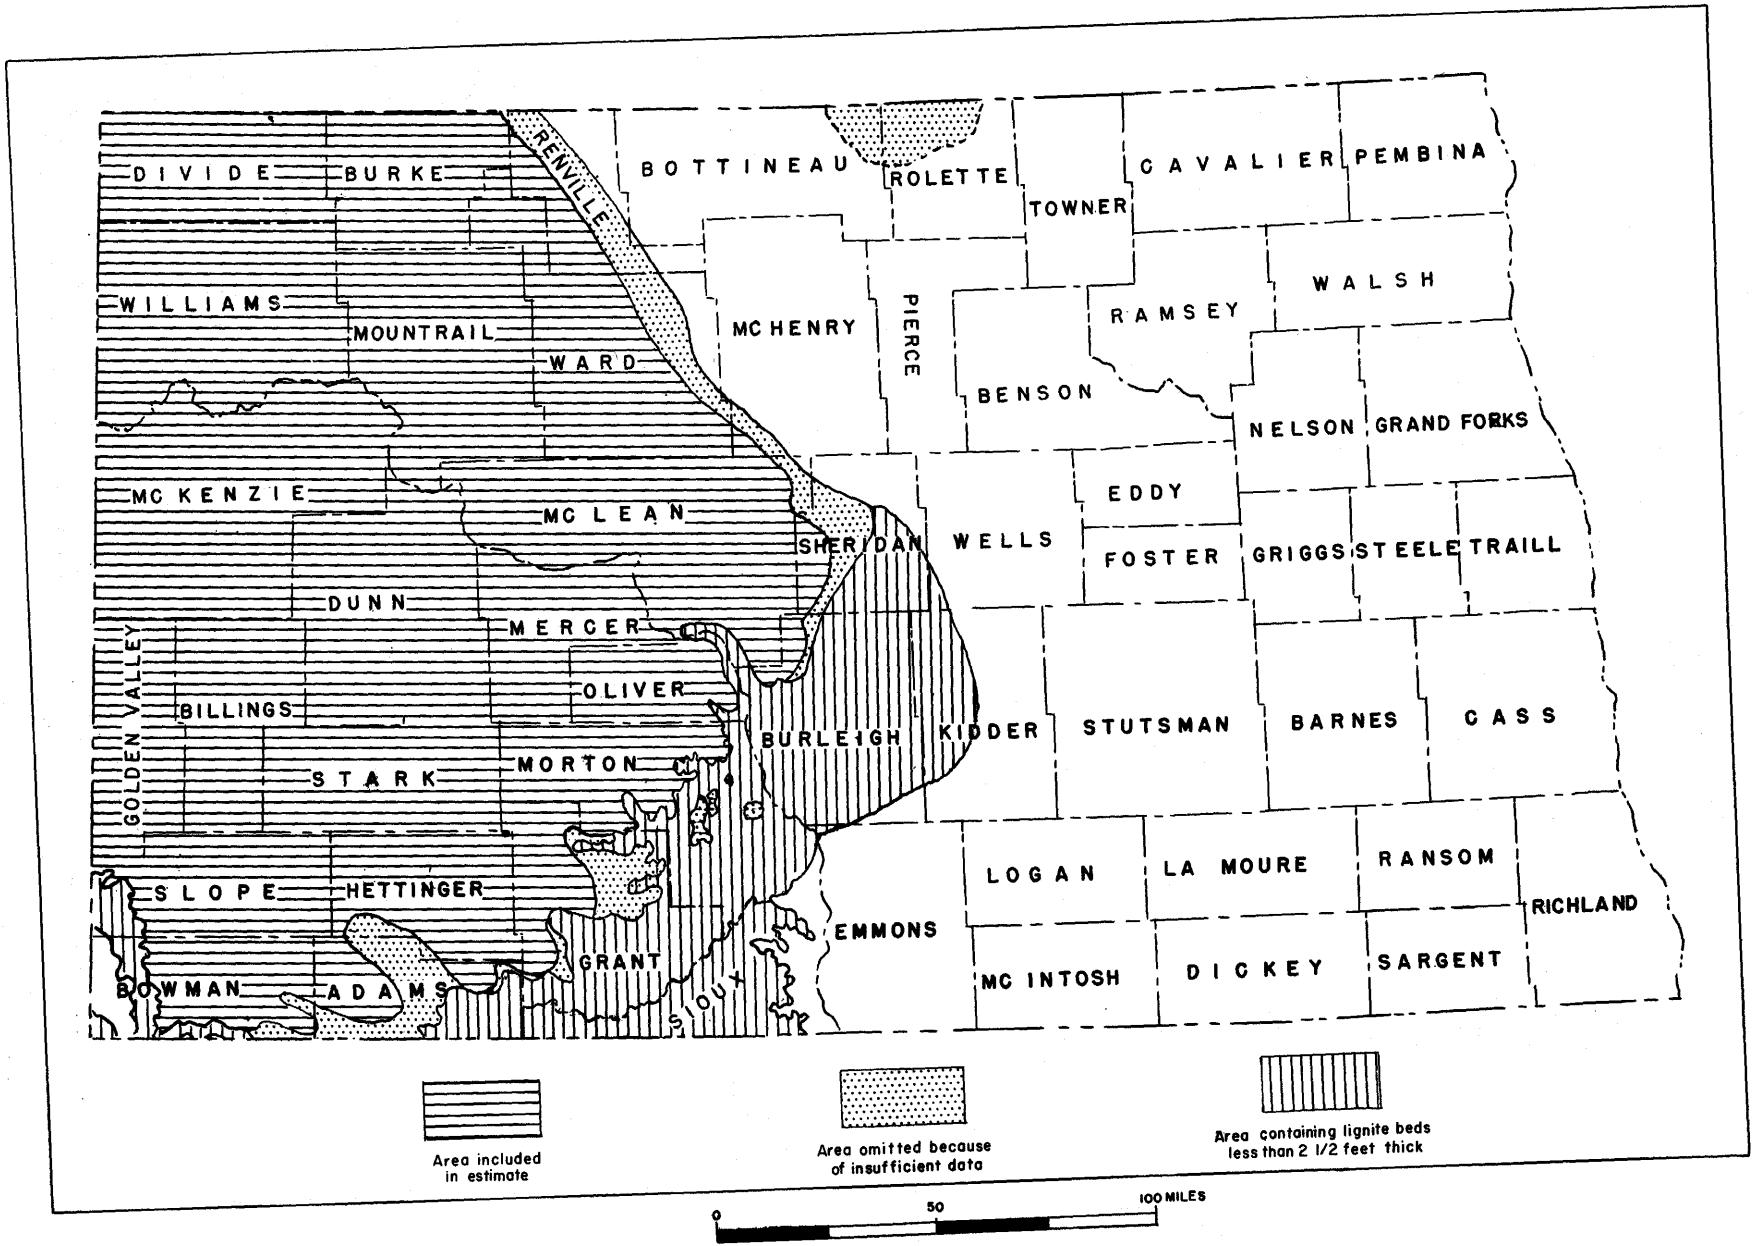 DIVIDE
BURKE
RENVILLE
BOTTINEAU
ROLETTE
TOWNER
CAVALIER
PEMBINA
WILLIAMS
MOUNTRAIL
WARD
MCHENRY
PIERCE
BENSON
RAMSEY
WALSH
NELSON
GRAND FORKS
MC KENZIE
MC LEAN
SHERIDAN
WELLS
EDDY
FOSTER
GRIGGS
STEELE
TRAILL
DUNN
MERCER
GOLDEN VALLEY
BILLINGS
OLIVER
BURLEIGH
KIDDER
STUTSMAN
BARNES
CASS
STARK
MORTON
SLOPE
HETTINGER
GRANT
EMMONS
LOGAN
LA MOURE
RANSOM
RICHLAND
BOWMAN
ADAMS
SIOUX
MC INTOSH
DICKEY
SARGENT
Area included
in estimate
Area omitted because
of insufficient data
Area containing lignite beds
less than 2 1/2 feet thick
0 50 100 MILES